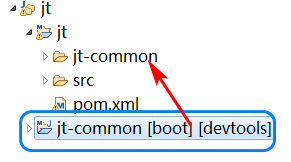 jt
jt
jt-common
src
pom.xml
jt-common [boot] [devtools]